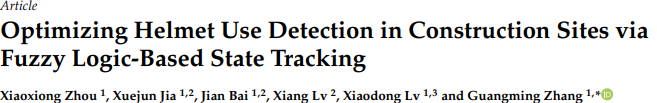 Article
Optimizing Helmet Use Detection in Construction Sites via
Fuzzy Logic-Based State Tracking
Xiaoxiong Zhou 1, Xuejun Jia 1,2, Jian Bai 1,2, Xiang Lv 2, Xiaodong Lv 1,3 and Guangming Zhang 1,*